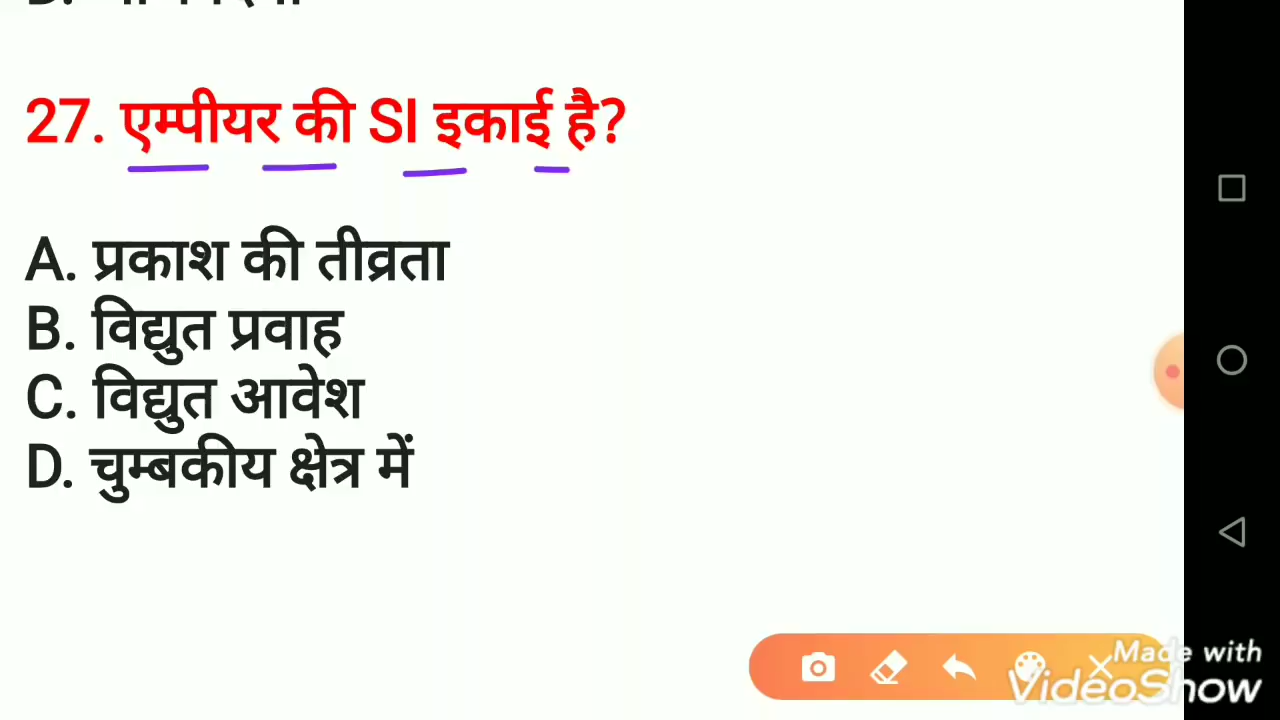 27. एम्पीयर की SI इकाई है?
A. प्रकाश की तीव्रता
B. विद्युत प्रवाह
C. विद्युत आवेश
D. चुम्बकीय क्षेत्र में
Made with
VideoShow